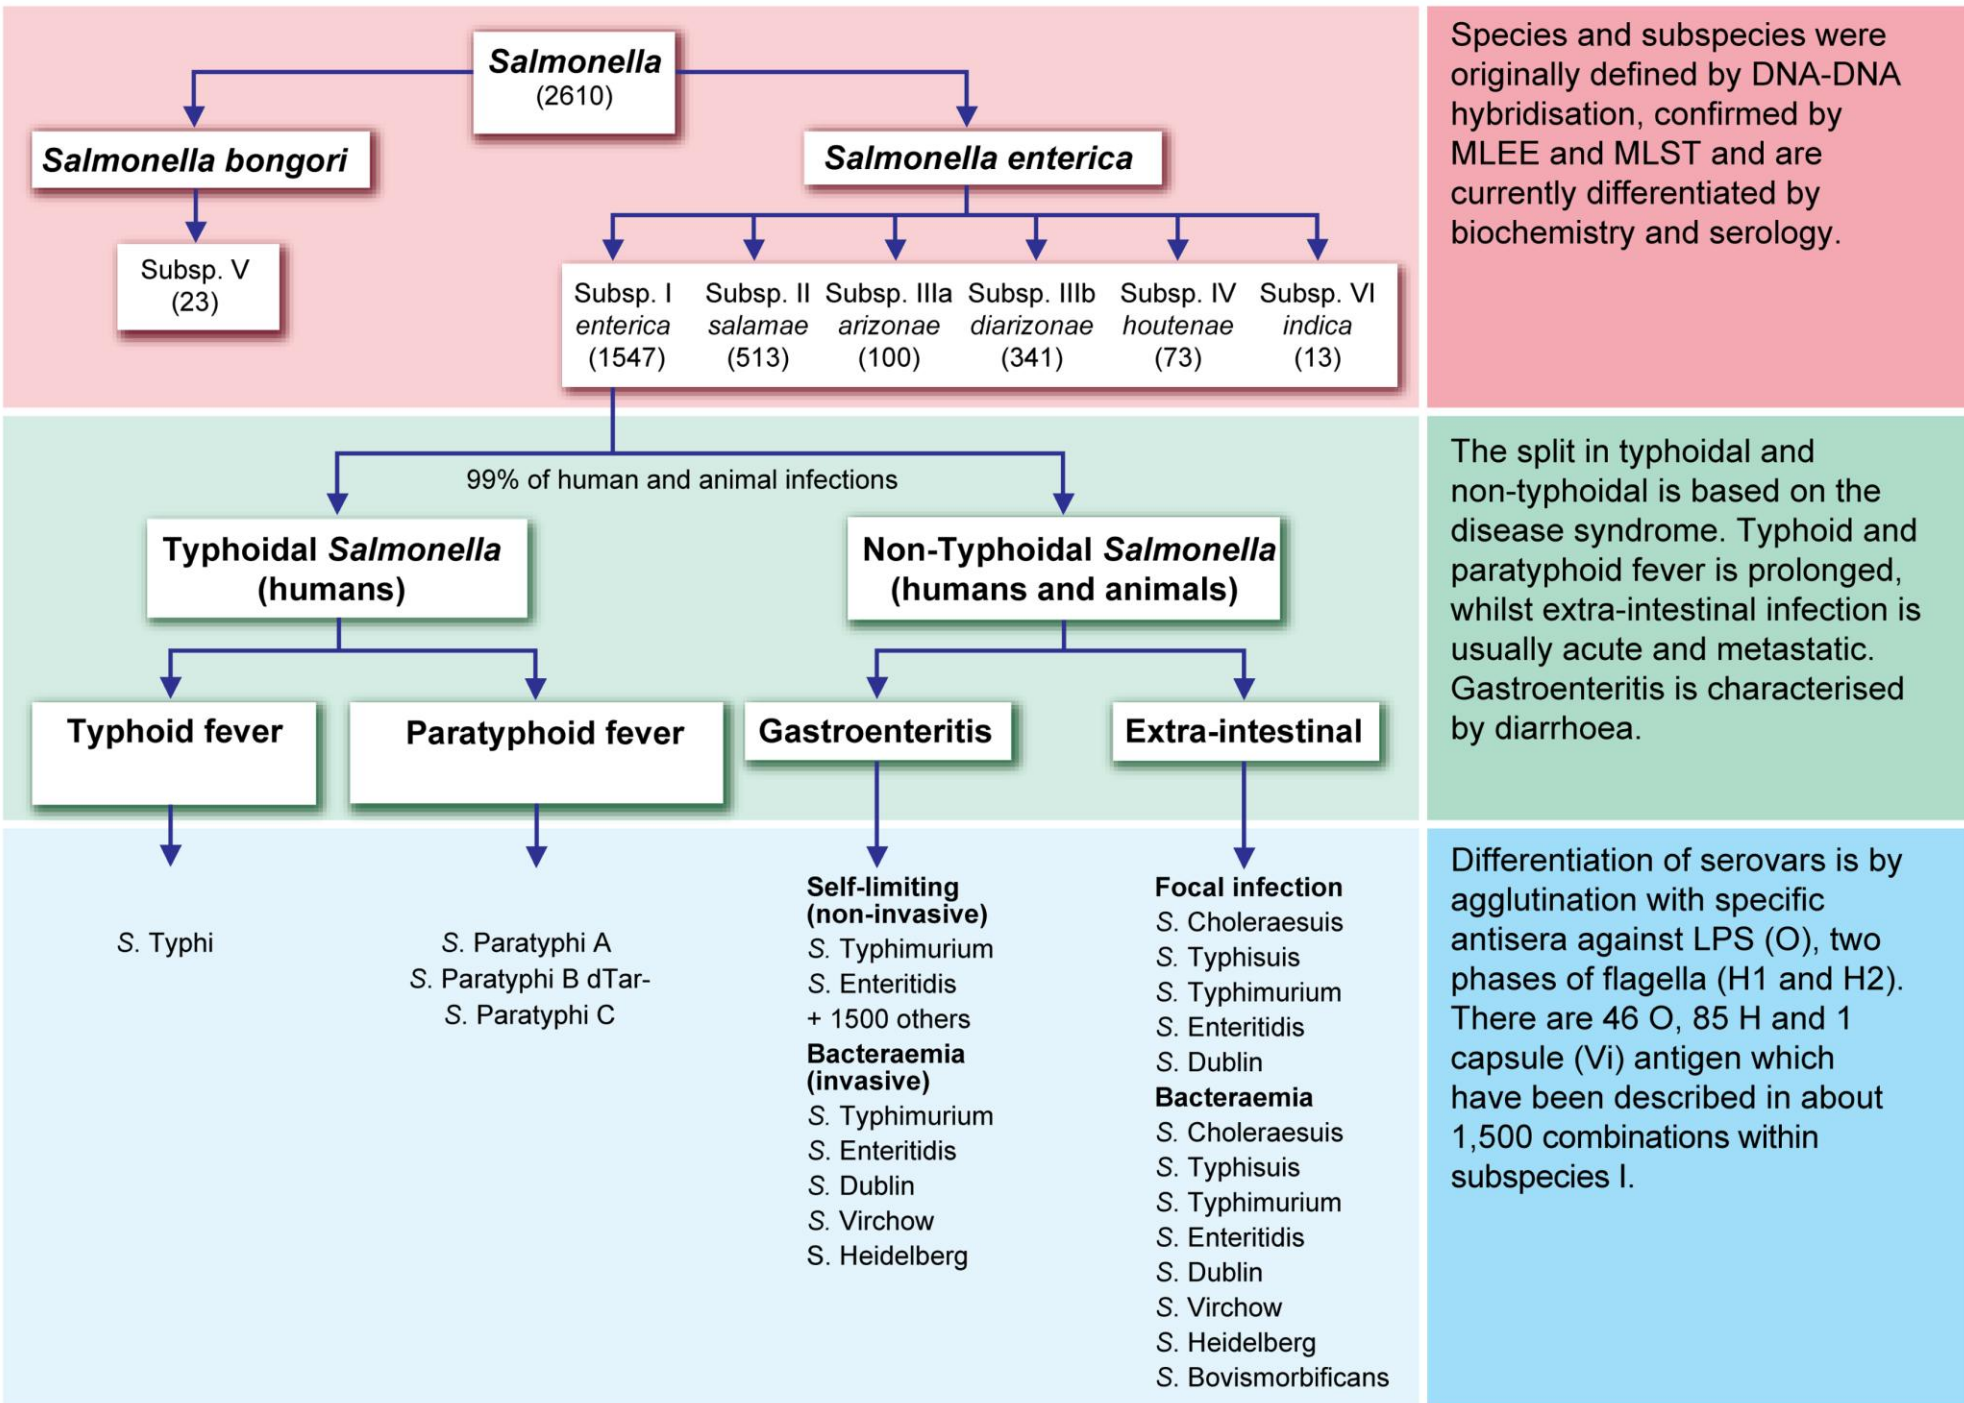 Salmonella
(2610)
Salmonella bongori
Salmonella enterica
Subsp. V
(23)
Subsp. I
enterica
(1547)
Subsp. II
salamae
(513)
Subsp. IIIa
arizonae
(100)
Subsp. IIIb
diarizonae
(341)
Subsp. IV
houtenae
(73)
Subsp. VI
indica
(13)
Species and subspecies were
originally defined by DNA-DNA
hybridisation, confirmed by
MLEE and MLST and are
currently differentiated by
biochemistry and serology.
99% of human and animal infections
Typhoidal Salmonella
(humans)
Non-Typhoidal Salmonella
(humans and animals)
Typhoid fever
Paratyphoid fever
Gastroenteritis
Extra-intestinal
The split in typhoidal and
non-typhoidal is based on the
disease syndrome. Typhoid and
paratyphoid fever is prolonged,
whilst extra-intestinal infection is
usually acute and metastatic.
Gastroenteritis is characterised
by diarrhoea.
S. Typhi
S. Paratyphi A
S. Paratyphi B dTar-
S. Paratyphi C
Self-limiting
(non-invasive)
S. Typhimurium
S. Enteritidis
+ 1500 others
Bacteraemia
(invasive)
S. Typhimurium
S. Enteritidis
S. Dublin
S. Virchow
S. Heidelberg
Focal infection
S. Choleraesuis
S. Typhisuis
S. Typhimurium
S. Enteritidis
S. Dublin
Bacteraemia
S. Choleraesuis
S. Typhisuis
S. Typhimurium
S. Enteritidis
S. Dublin
S. Virchow
S. Heidelberg
S. Bovismorbificans
Differentiation of serovars is by
agglutination with specific
antisera against LPS (O), two
phases of flagella (H1 and H2).
There are 46 O, 85 H and 1
capsule (Vi) antigen which
have been described in about
1,500 combinations within
subspecies I.